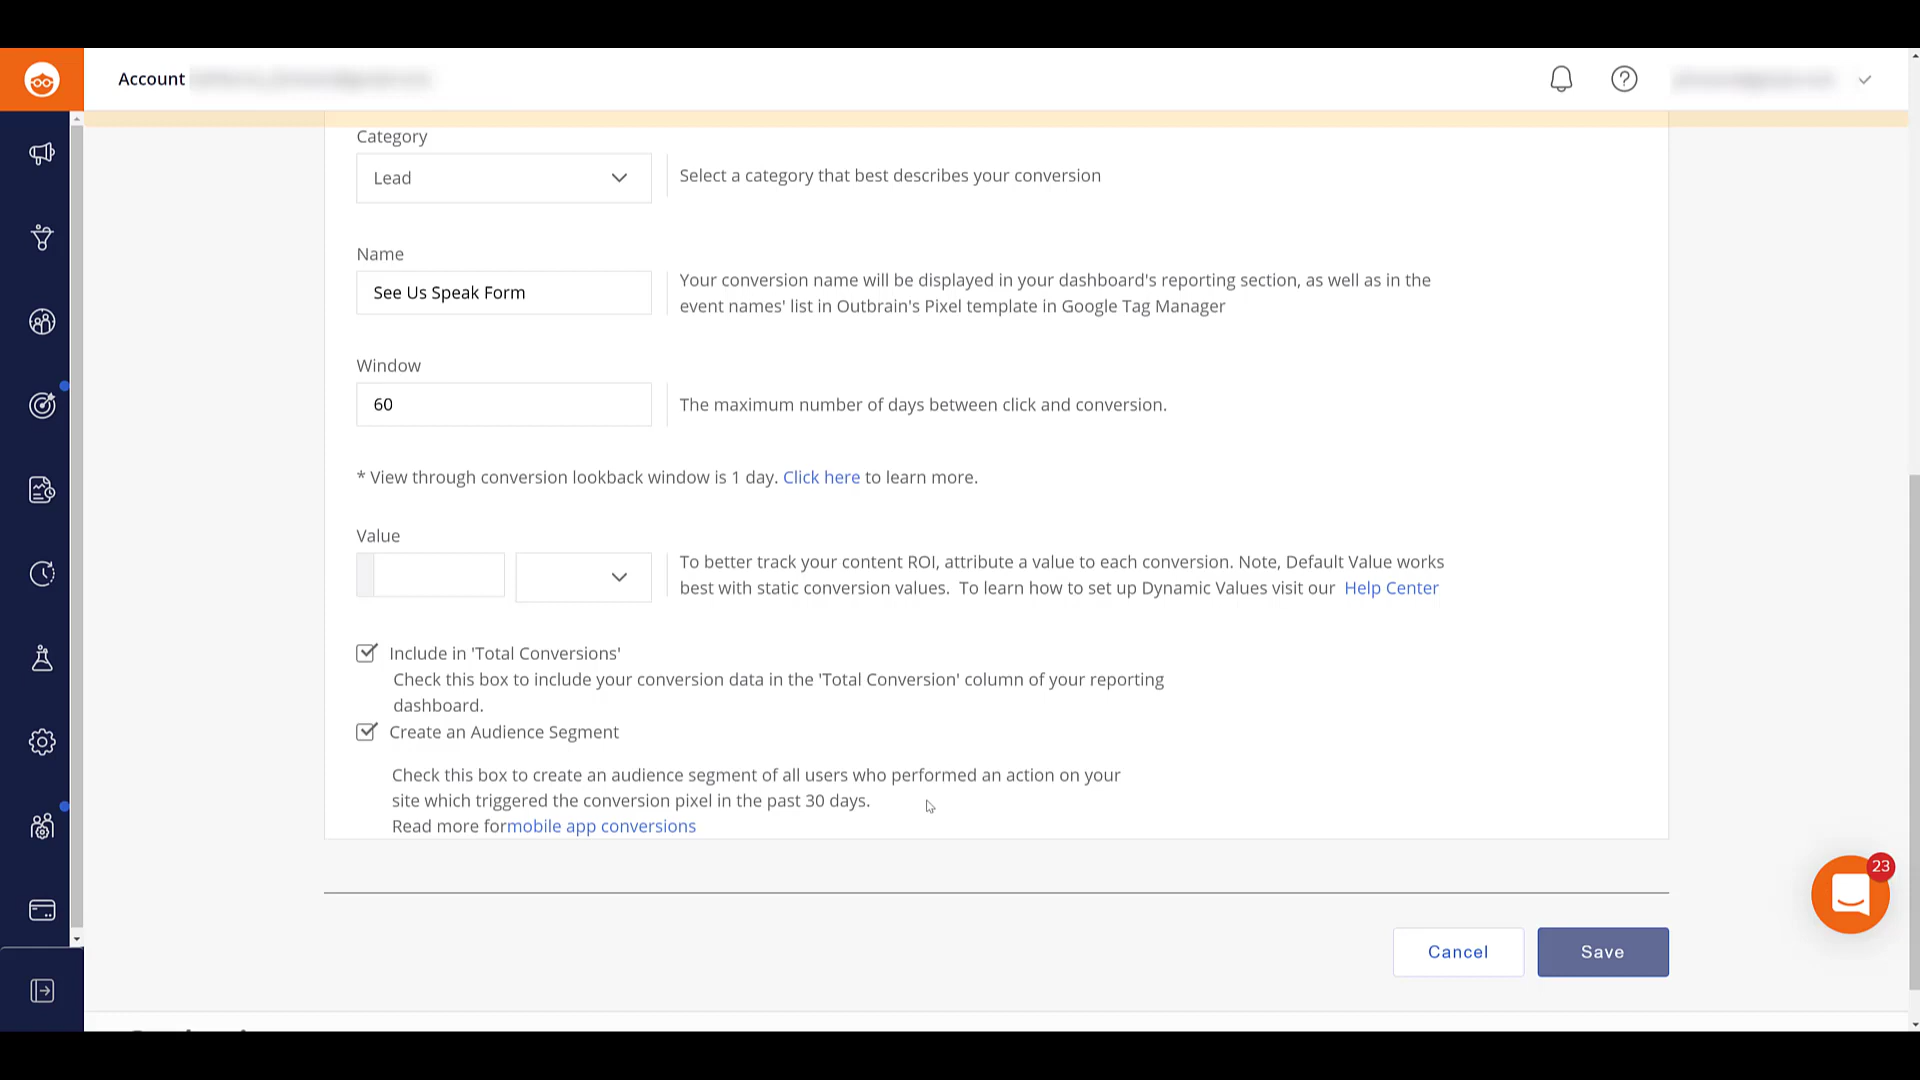 Account
Category
Lead
Select a category that best describes your conversion
Name
See Us Speak Form
Your conversion name will be displayed in your dashboard's reporting section, as well as in the
event names' list in Outbrain's Pixel template in Google Tag Manager
Window
60
The maximum number of days between click and conversion.
* View through conversion lookback window is 1 day. Click here to learn more.
Value
To better track your content ROI, attribute a value to each conversion. Note, Default Value works
best with static conversion values. To learn how to set up Dynamic Values visit our Help Center
Include in 'Total Conversions'
Check this box to include your conversion data in the 'Total Conversion' column of your reporting
dashboard.
Create an Audience Segment
Check this box to create an audience segment of all users who performed an action on your
site which triggered the conversion pixel in the past 30 days.
Read more formobile app conversions
23
Cancel
Save